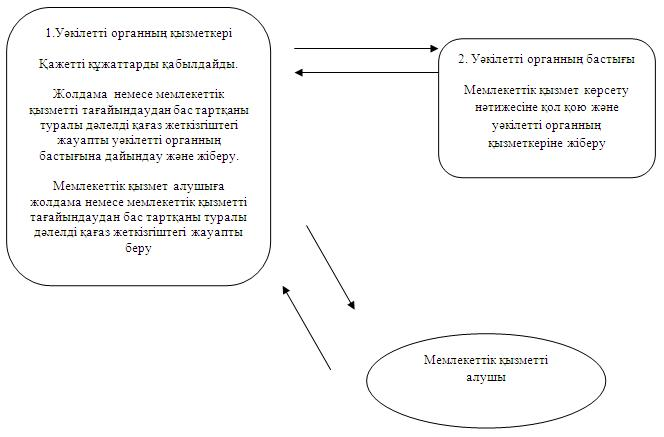 1.Уәкілетті органның қызметкері
Қажетті құжаттарды қабылдайды.
Жолдама немесе мемлекеттік
қызметті тағайындаудан бас тартқаны
туралы дәлелді қағаз жеткізгіштегі
жауапты уәкілетті органның
бастығына дайындау және жіберу.
Мемлекеттік қызмет алушыға
жолдама немесе мемлекеттік қызметті
тағайындаудан бас тартқаны туралы
дәлелді қағаз жеткізгіштегі жауапты
беру
2. Уәкілетті органның бастығы
Мемлекеттік қызмет көрсету
нәтижесіне қол қою және
уәкілетті органның
қызметкеріне жіберу
Мемлекеттік қызметті
алушы